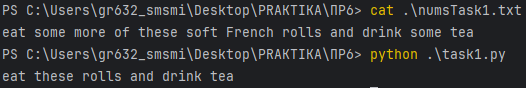 PS C:\Users\gr632_smsmi\Desktop\PRAKTIKA\ПР6> cat .\numsTask1.txt
eat some more of these soft French rolls and drink some tea
PS C:\Users\gr632_smsmi\Desktop\PRAKTIKA\ПР6> python .\task1.py
eat these rolls and drink tea